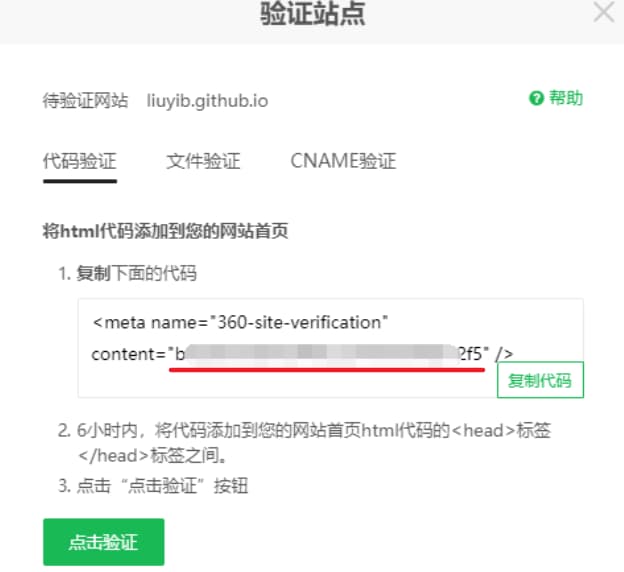 验证站点
待验证网站 liuyib.github.io
帮助
代码验证 文件验证 CNAME验证
将html代码添加到您的网站首页
1. 复制下面的代码
<meta name="360-site-verification"
content="b 2f5" />
复制代码
2. 6小时内，将代码添加到您的网站首页html代码的<head>标签
</head>标签之间。
3. 点击“点击验证”按钮
点击验证